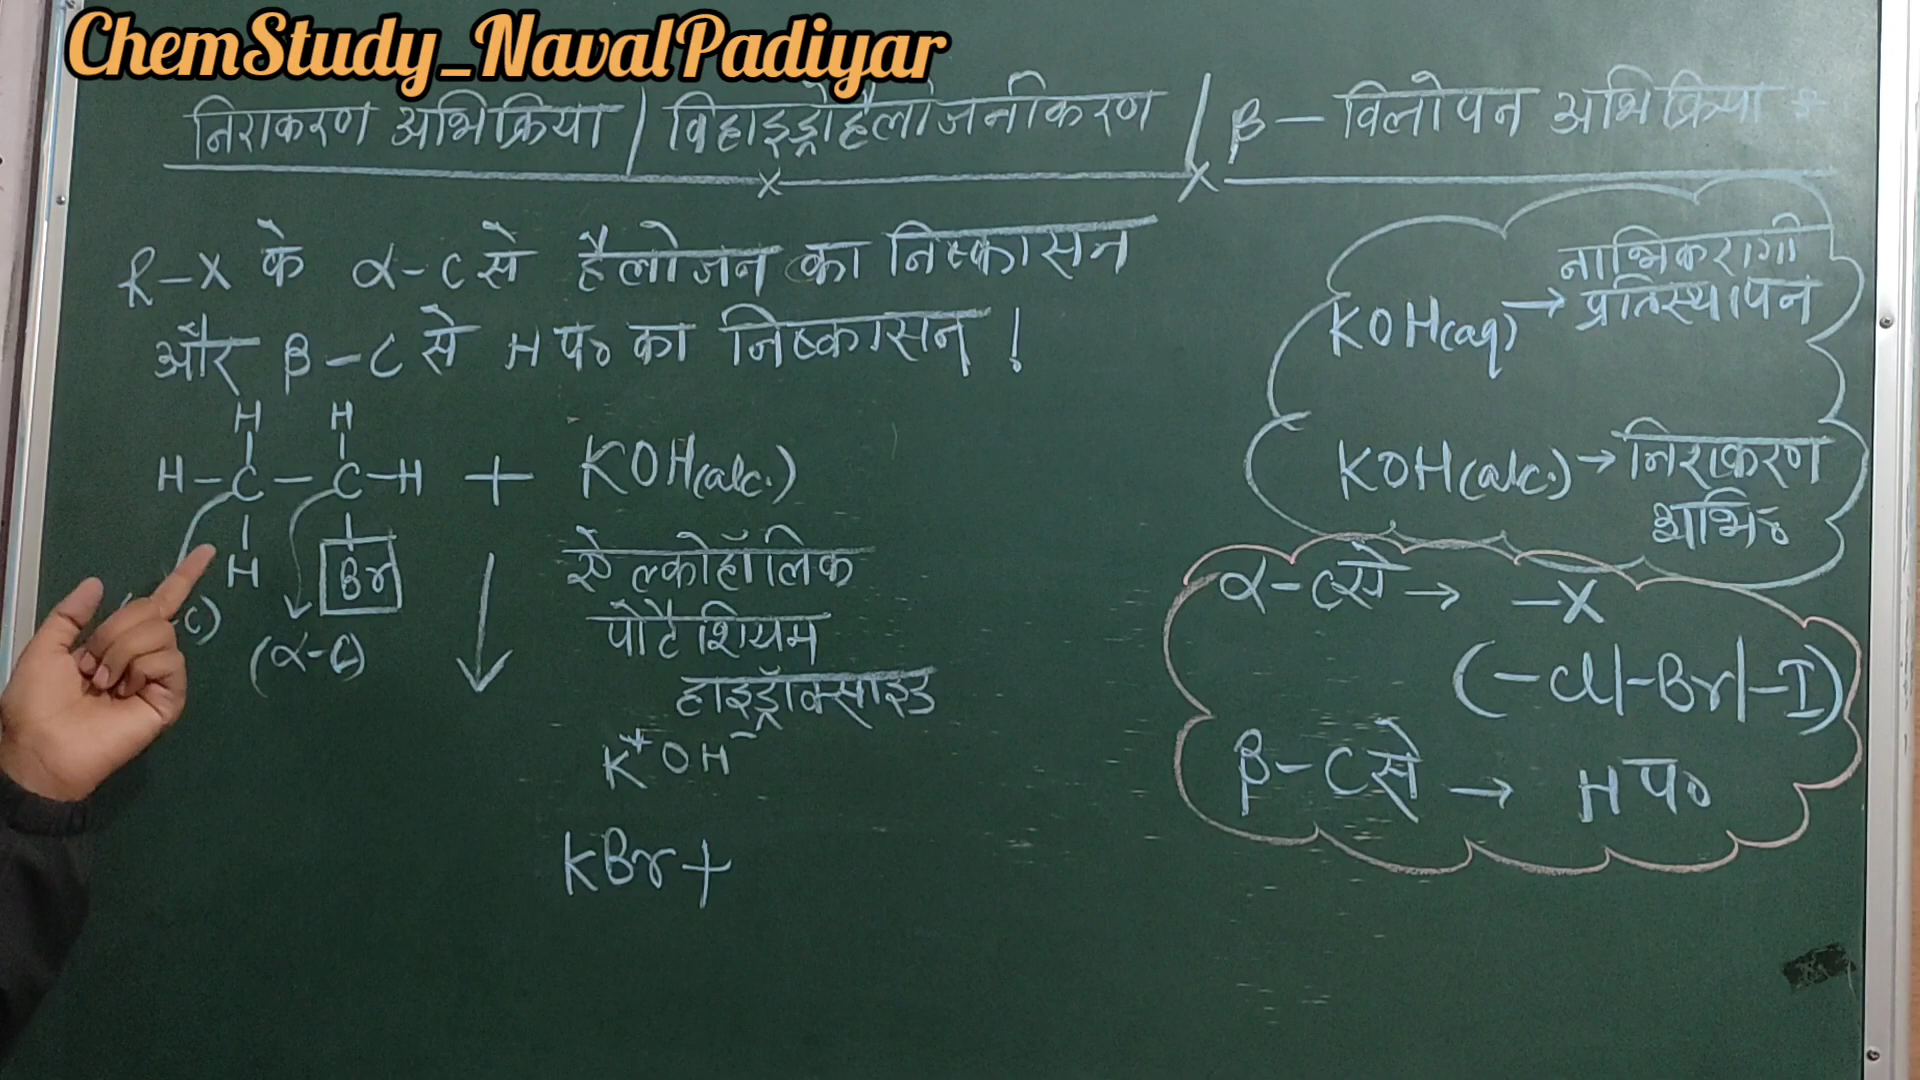 ChemStudy_NavalPadiyar
निराकरण अभिक्रिया / विहाइड्रोहैलोजनीकरण / β – विलोपन अभिक्रिया :
R–X के α–C से हैलोजन का निष्कासन
और β–C से H प० का निष्कासन !
H H
H–C–C–H + KOH(alc.)
H Br
C)
(α-C)
ऐल्कोहॉलिक
पोटैशियम
हाइड्रॉक्साइड
K⁺OH⁻
KBr +
KOH(aq) → नाभिकरागी
प्रतिस्थापन
KOH(alc.) → निराकरण
अभि०
α–C से → –X
(–Cl/–Br/–I)
β–C से → H प०